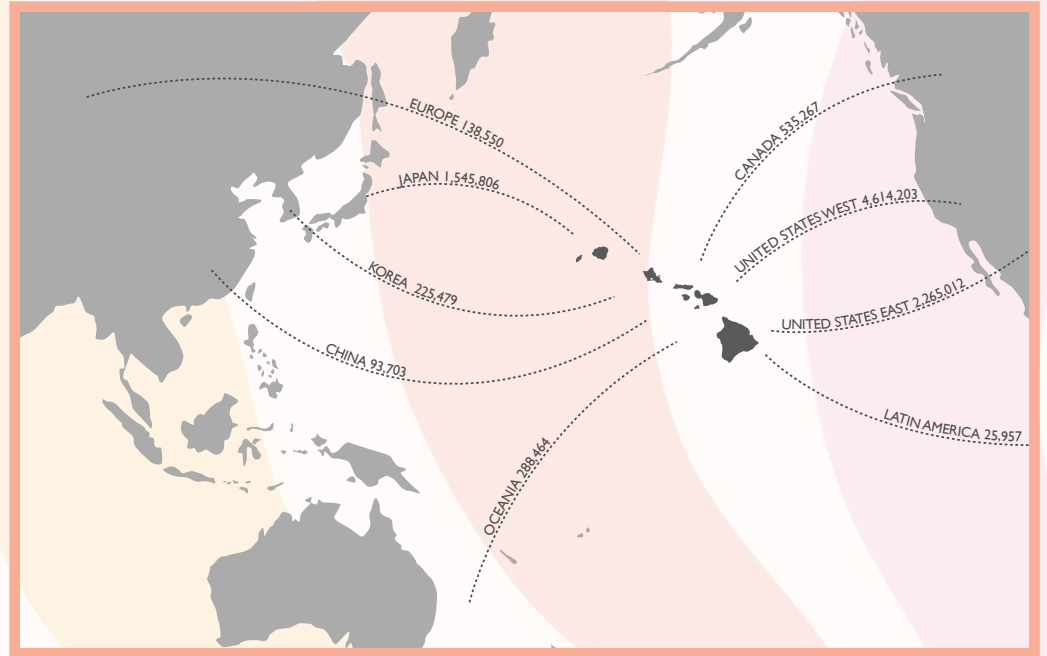 EUROPE 138,550
CANADA 535,267
JAPAN 1,545,806
UNITED STATES WEST 4,614,203
KOREA 225,479
UNITED STATES EAST 2,265,012
CHINA 93,703
LATIN AMERICA 25,957
OCEANIA 288,464